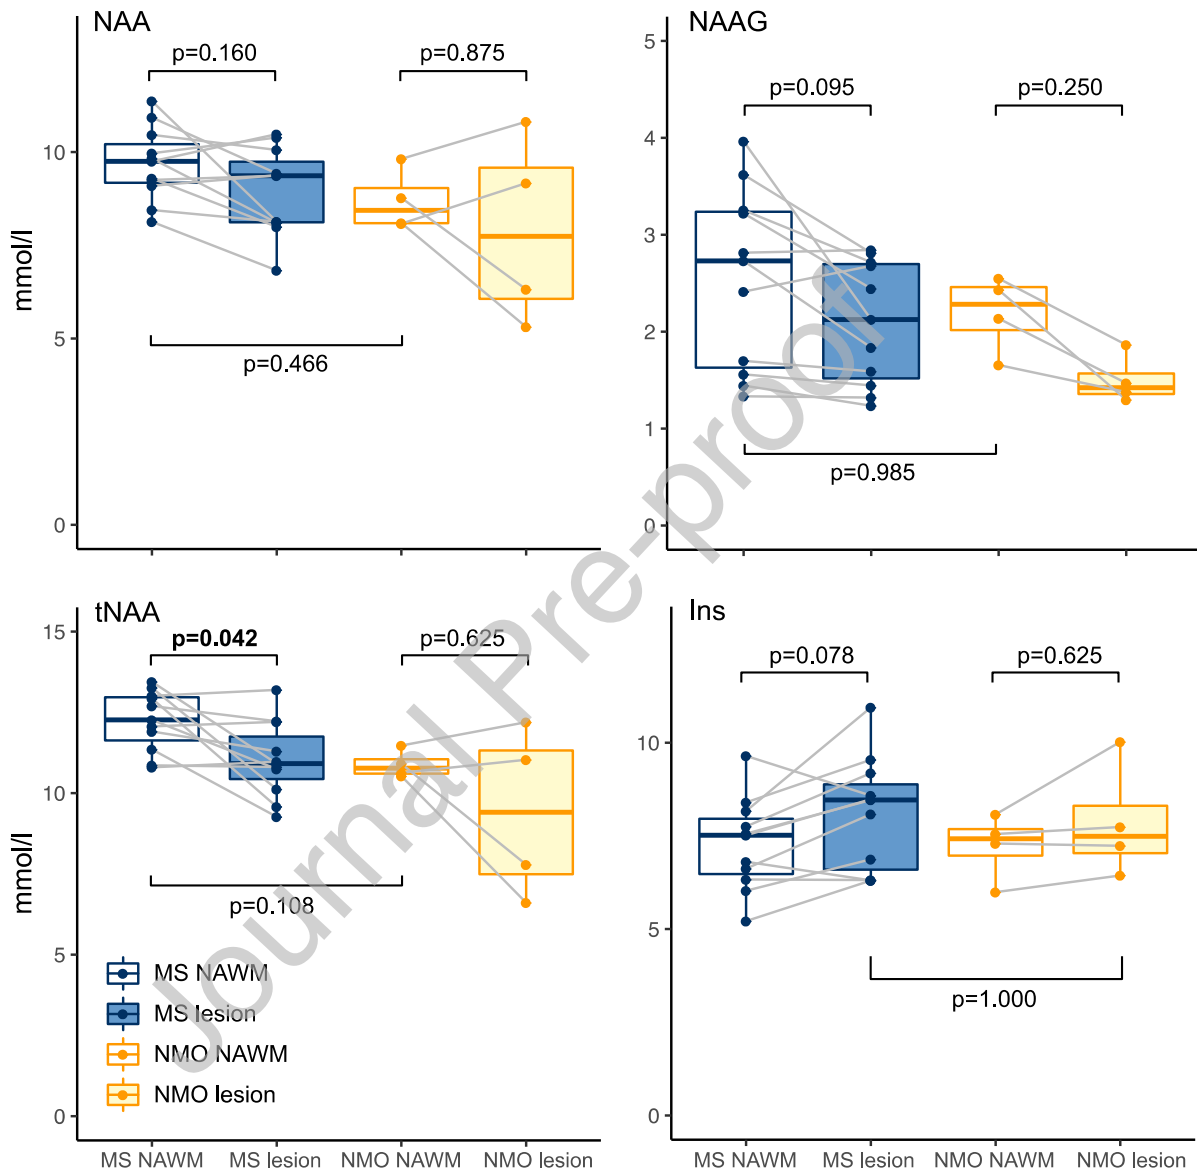 NAA
p=0.160
p=0.875
10
5
0
mmol/l
p=0.466
NAAG
5
p=0.095
p=0.250
4
3
2
1
0
p=0.985
tNAA
15
p=0.042
p=0.625
10
5
0
mmol/l
p=0.108
MS NAWM
MS lesion
NMO NAWM
NMO lesion
MS NAWM
MS lesion
NMO NAWM
NMO lesion
Ins
p=0.078
p=0.625
10
5
0
p=1.000
MS NAWM
MS lesion
NMO NAWM
NMO lesion
Journal Pre-proof